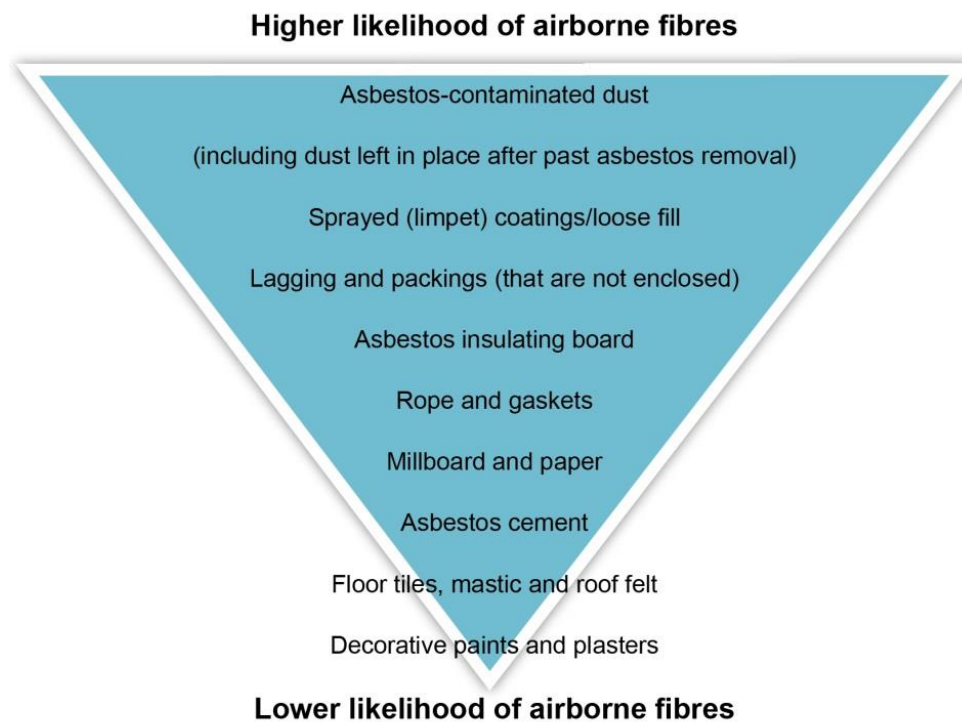 Higher likelihood of airborne fibres
Asbestos-contaminated dust
(including dust left in place after past asbestos removal)
Sprayed (limpet) coatings/loose fill
Lagging and packings (that are not enclosed)
Asbestos insulating board
Rope and gaskets
Millboard and paper
Asbestos cement
Floor tiles, mastic and roof felt
Decorative paints and plasters
Lower likelihood of airborne fibres